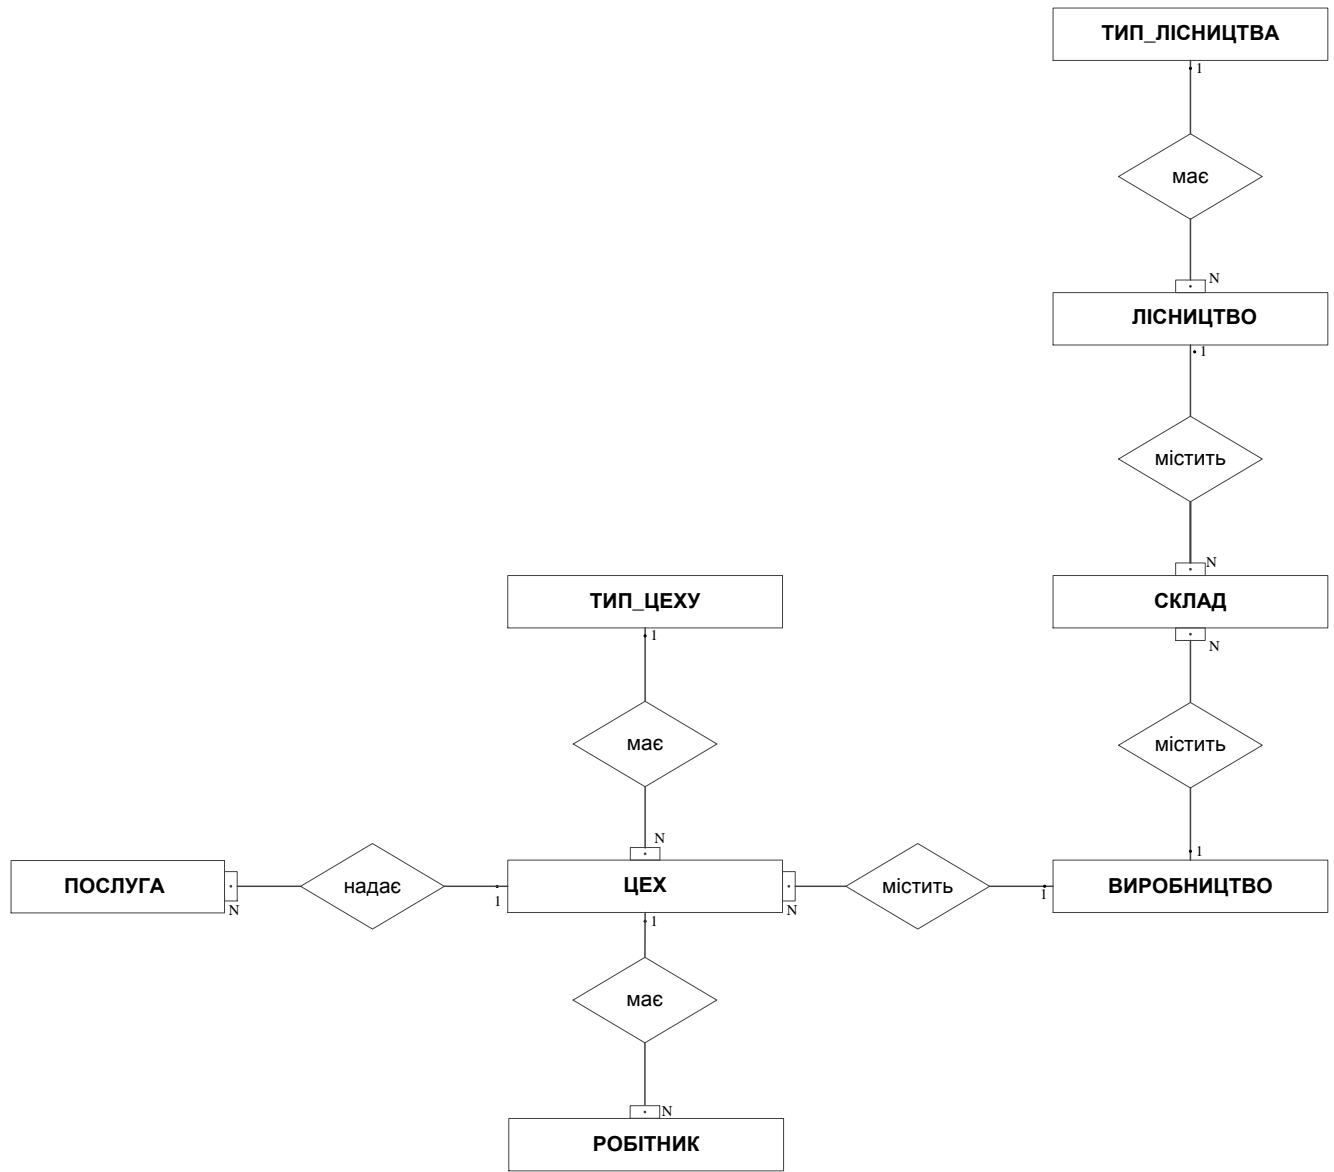 ТИП_ЛІСНИЦТВА
1
має
N
ЛІСНИЦТВО
1
містить
N
ТИП_ЦЕХУ
СКЛАД
1
N
має
містить
N
1
ПОСЛУГА
надає
ЦЕХ
містить
ВИРОБНИЦТВО
N
1
N
1
1
має
N
РОБІТНИК